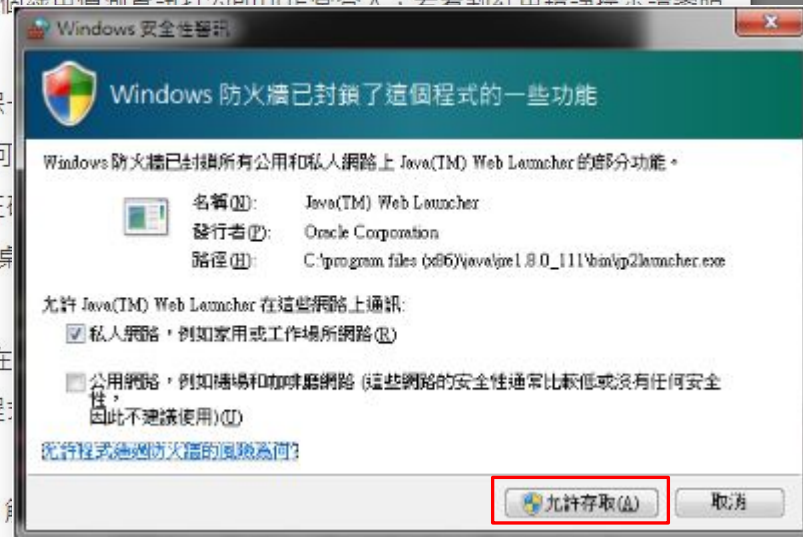 Windows 安全性警訊
Windows 防火牆已封鎖了這個程式的一些功能
Windows 防火牆已封鎖所有公用和私人網路上 Java(TM) Web Launcher 的部分功能。
名稱(N): Java(TM) Web Launcher
發行者(P): Oracle Corporation
路徑(H): C:\program files (x86)\java\jre1.8.0_111\bin\jp2launcher.exe
允許 Java(TM) Web Launcher 在這些網路上通訊:
私人網路，例如家用或工作場所網路(R)
公用網路，例如機場和咖啡廳網路 (這些網路的安全性通常比較低或沒有任何安全
性，
因此不建議使用)(U)
允許程式通過防火牆的風險為何?
允許存取(A) 取消